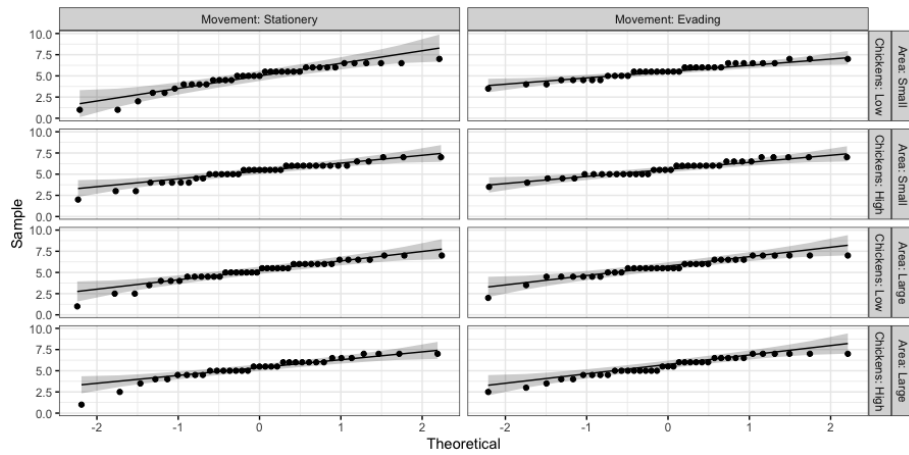 Movement: Stationery
Movement: Evading
10.0
7.5
5.0
2.5
0.0
Area: Small
Chickens: Low
10.0
7.5
5.0
2.5
0.0
Area: Small
Chickens: High
10.0
7.5
5.0
2.5
0.0
Area: Large
Chickens: Low
10.0
7.5
5.0
2.5
0.0
Area: Large
Chickens: High
Sample
-2
-1
0
1
2
-2
-1
0
1
2
Theoretical